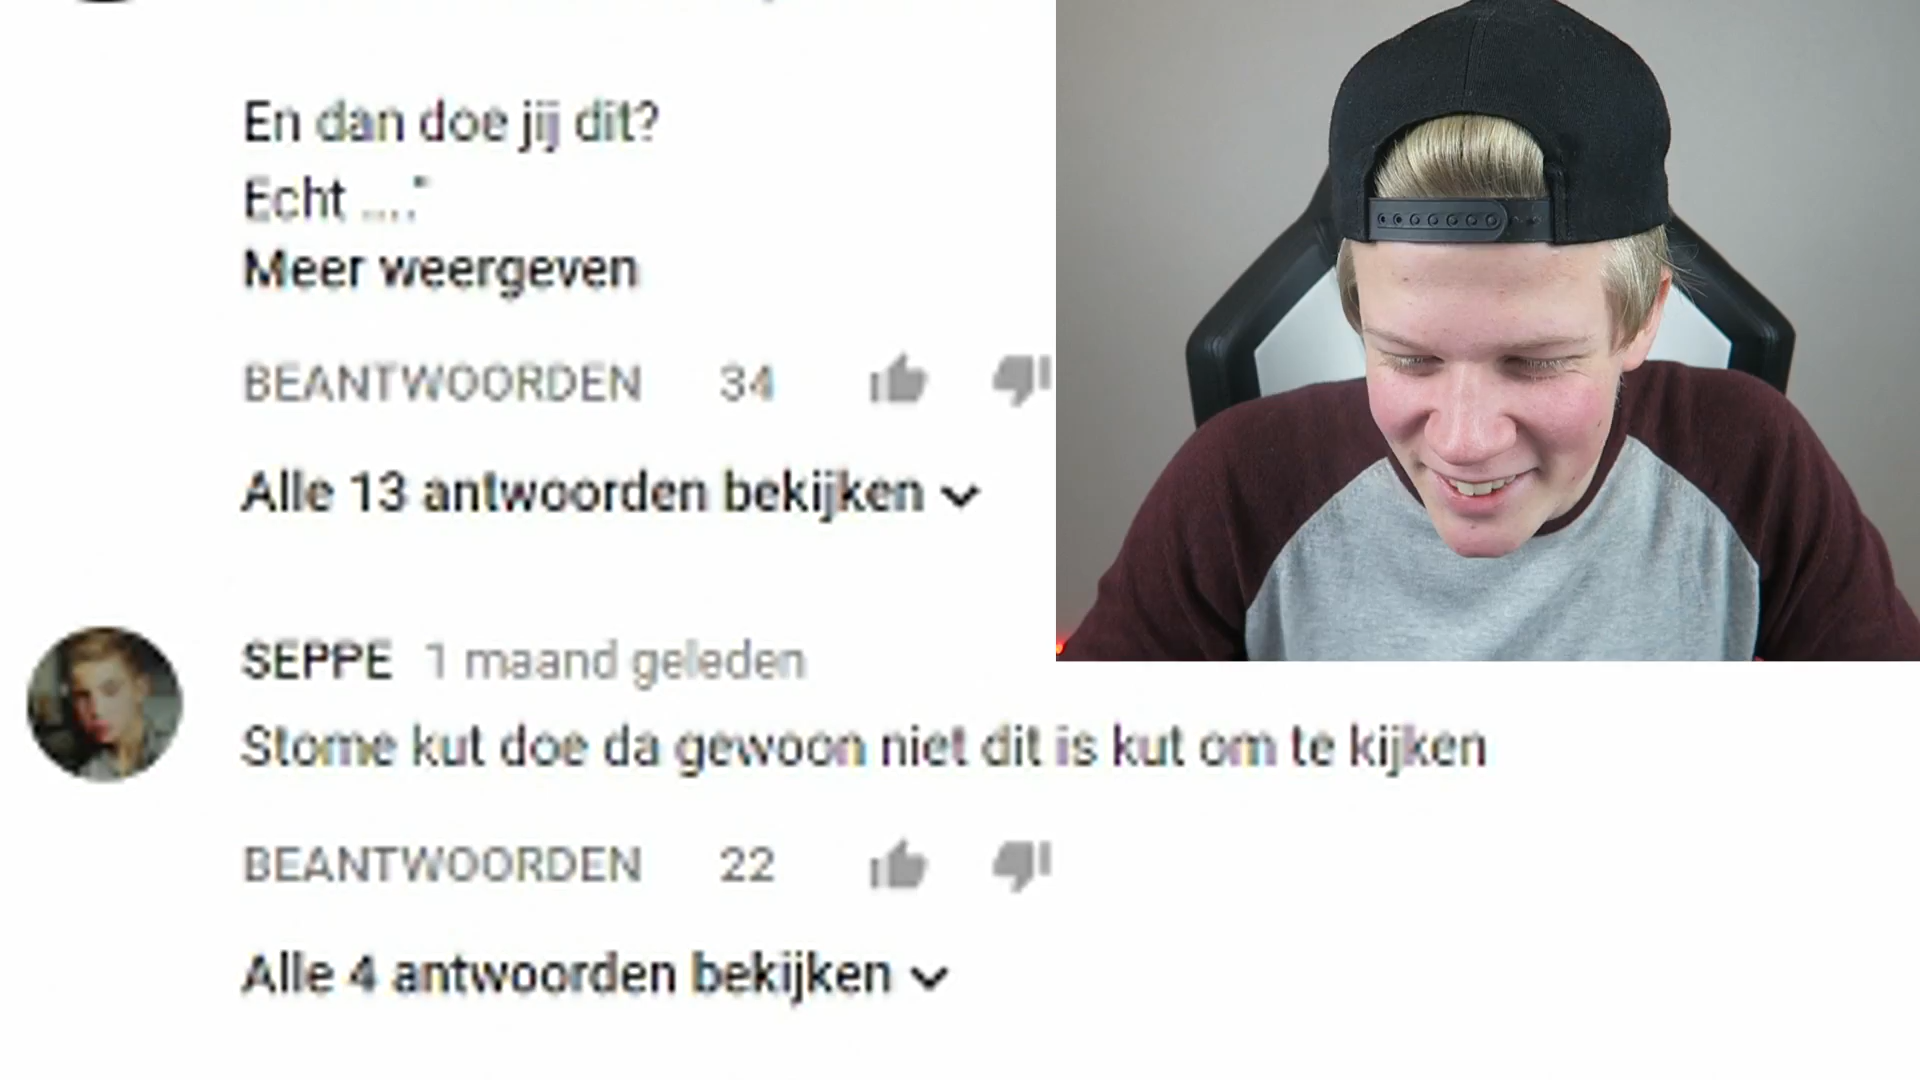 En dan doe jij dit?
Echt ...."
Meer weergeven
BEANTWOORDEN 34
Alle 13 antwoorden bekijken
SEPPE 1 maand geleden
Stome kut doe da gewoon niet dit is kut om te kijken
BEANTWOORDEN 22
Alle 4 antwoorden bekijken